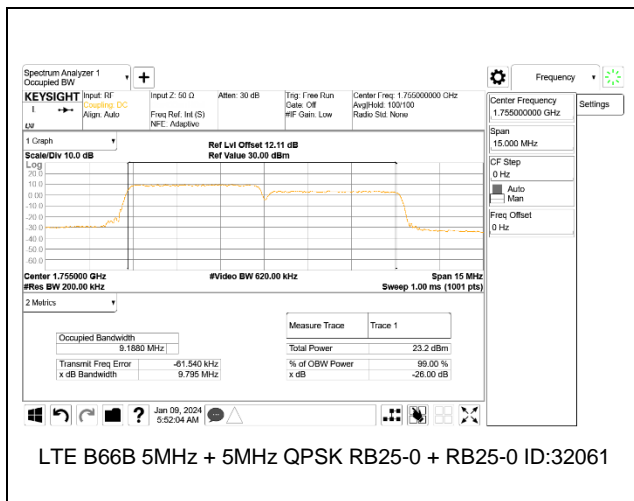 Spectrum Analyzer 1
Occupied BW
Frequency
KEYSIGHT
Input: RF
Coupling: DC
Align: Auto
Input Z: 50 Ω
Freq Ref: Int (S)
NFE: Adaptive
Atten: 30 dB
Trig: Free Run
Gate: Off
#IF Gain: Low
Center Freq: 1.755000000 GHz
Avg|Hold: 100/100
Radio Std: None
Center Frequency
1.755000000 GHz
Settings
Span
15.000 MHz
CF Step
0 Hz
Auto
Man
Freq Offset
0 Hz
1 Graph
Scale/Div 10.0 dB
Ref Lvl Offset 12.11 dB
Ref Value 30.00 dBm
Log
20.0
10.0
0.00
-10.0
-20.0
-30.0
-40.0
-50.0
-60.0
Center 1.755000 GHz
#Video BW 620.00 kHz
Span 15 MHz
#Res BW 200.00 kHz
Sweep 1.00 ms (1001 pts)
2 Metrics
Measure Trace
Trace 1
Occupied Bandwidth
9.1880 MHz
Total Power
23.2 dBm
Transmit Freq Error
-61.540 kHz
% of OBW Power
99.00 %
x dB Bandwidth
9.795 MHz
x dB
-26.00 dB
Jan 09, 2024
5:52:04 AM
LTE B66B 5MHz + 5MHz QPSK RB25-0 + RB25-0 ID:32061